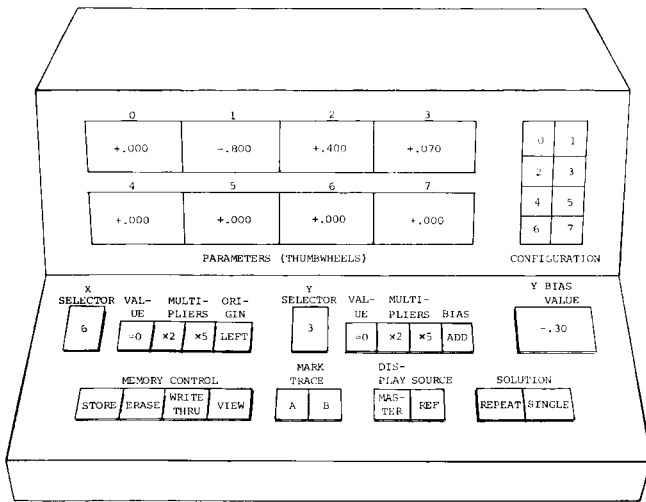 0 1 2 3
+.000 -.800 +.400 +.070
0 1
2 3
4 5 6 7
+.000 +.000 +.000 +.000
4 5
6 7
PARAMETERS (THUMBWHEELS) CONFIGURATION
X SELECTOR
6
VAL-UE
=0
MULTI-PLIERS
×2 ×5
ORI-GIN
LEFT
Y SELECTOR
3
VAL-UE
=0
MULTI-PLIERS
×2 ×5
BIAS
ADD
Y BIAS VALUE
-.30
MEMORY CONTROL
STORE ERASE WRITE THRU VIEW
MARK TRACE
A B
DIS-PLAY SOURCE
MAS-TER REF
SOLUTION
REPEAT SINGLE